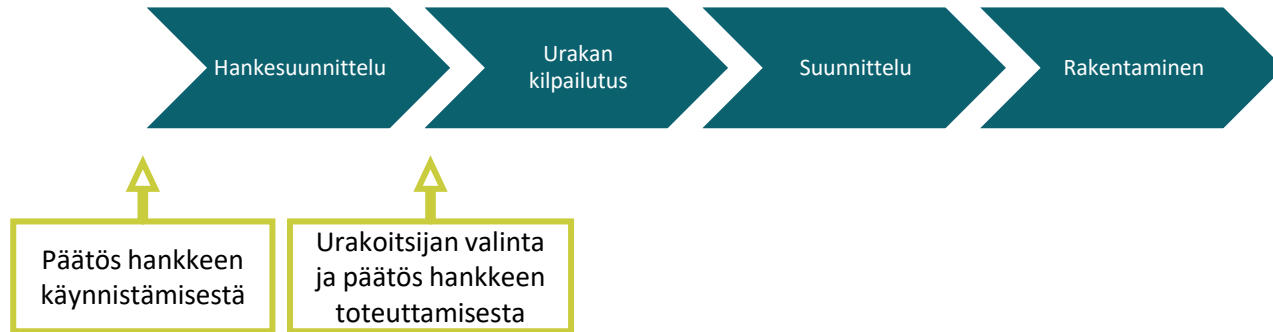 Hankesuunnittelu
Urakan
kilpailutus
Suunnittelu
Rakentaminen
Päätös hankkeen
käynnistämisestä
Urakoitsijan valinta
ja päätös hankkeen
toteuttamisesta